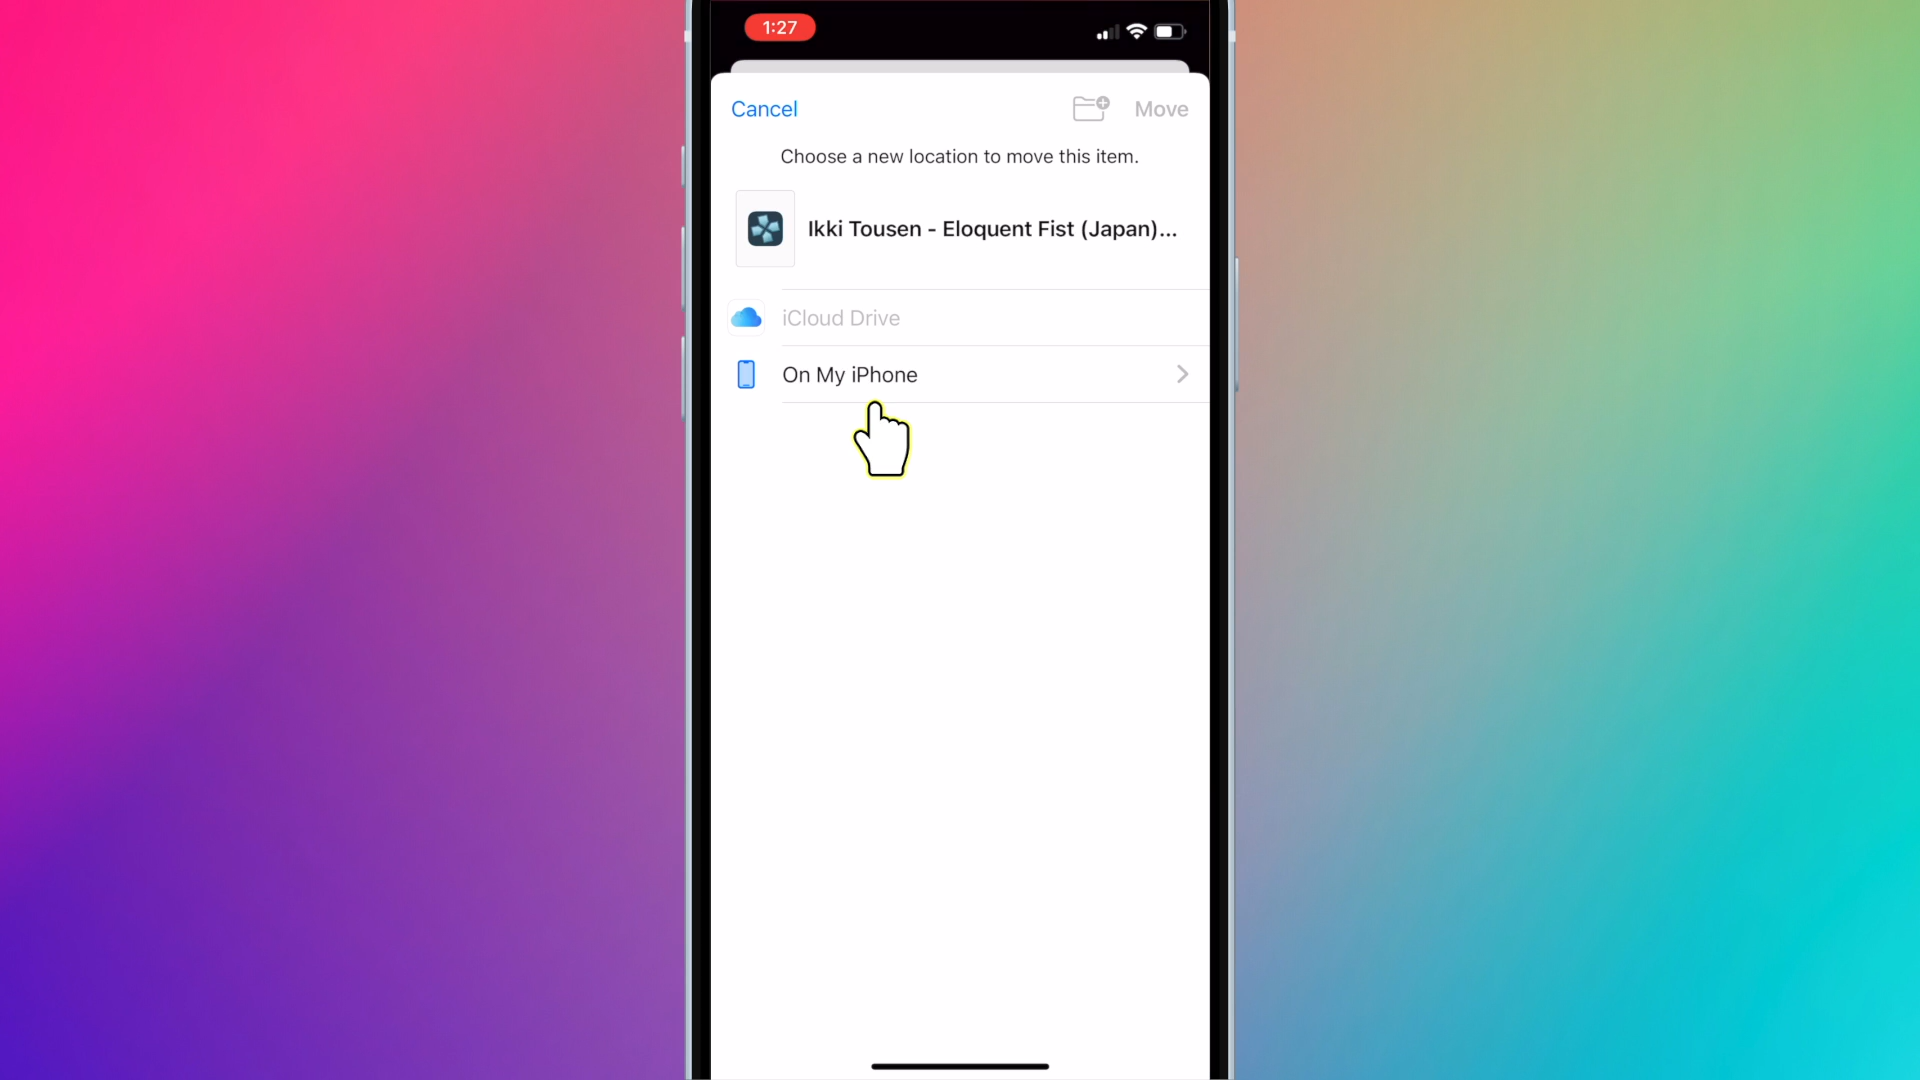 1:27
Cancel
Move
Choose a new location to move this item.
Ikki Tousen - Eloquent Fist (Japan)...
iCloud Drive
On My iPhone